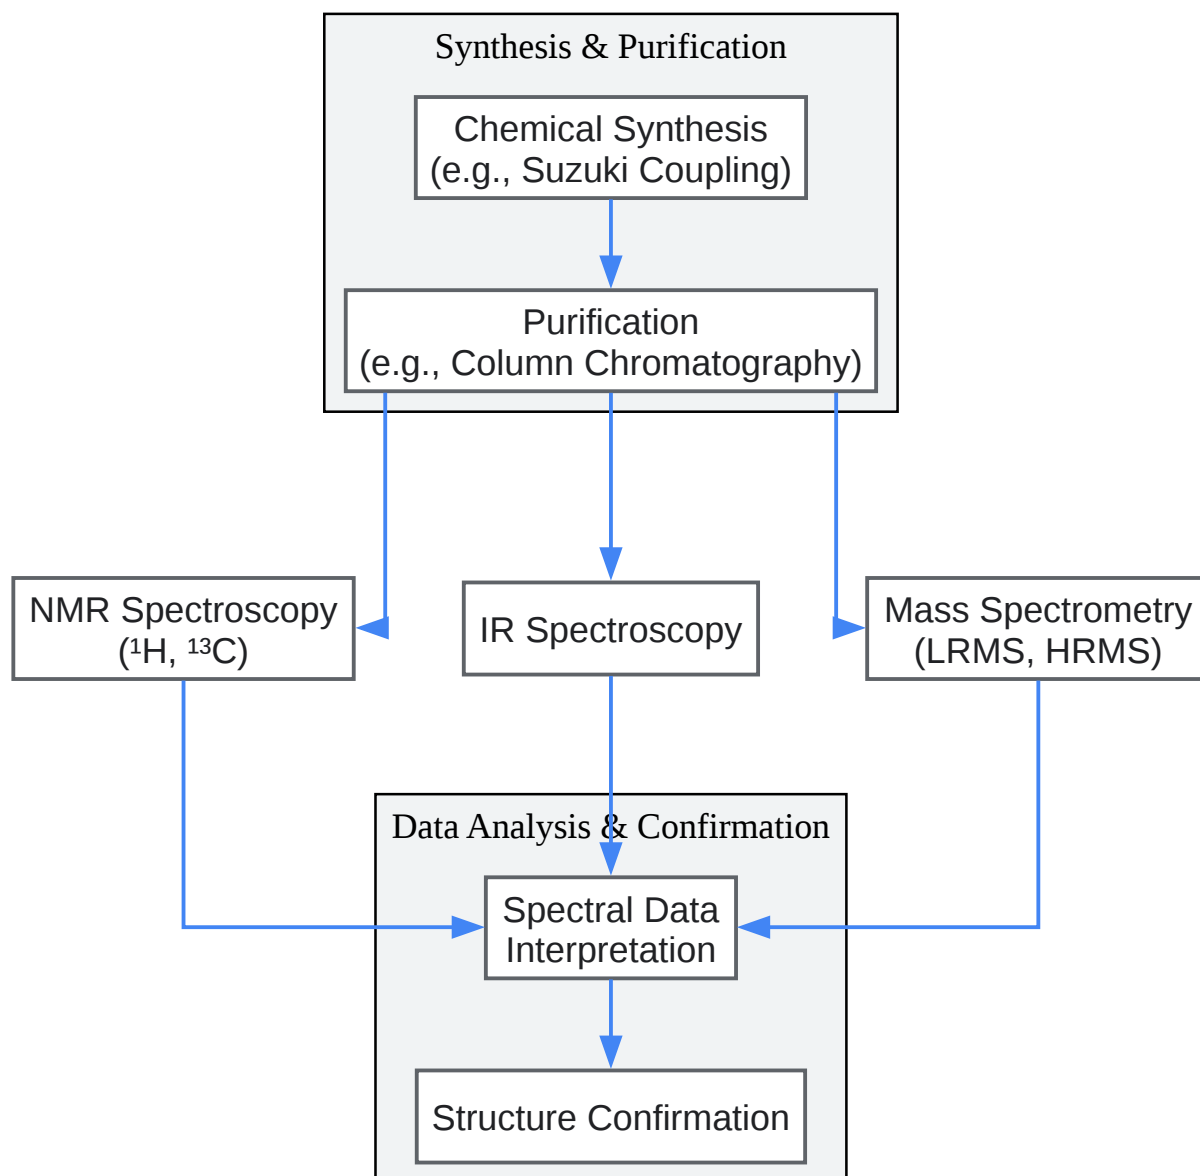 Synthesis & Purification
Chemical Synthesis
(e.g., Suzuki Coupling)
Purification
(e.g., Column Chromatography)
NMR Spectroscopy
(¹H, ¹³C)
IR Spectroscopy
Mass Spectrometry
(LRMS, HRMS)
Data Analysis & Confirmation
Spectral Data
Interpretation
Structure Confirmation